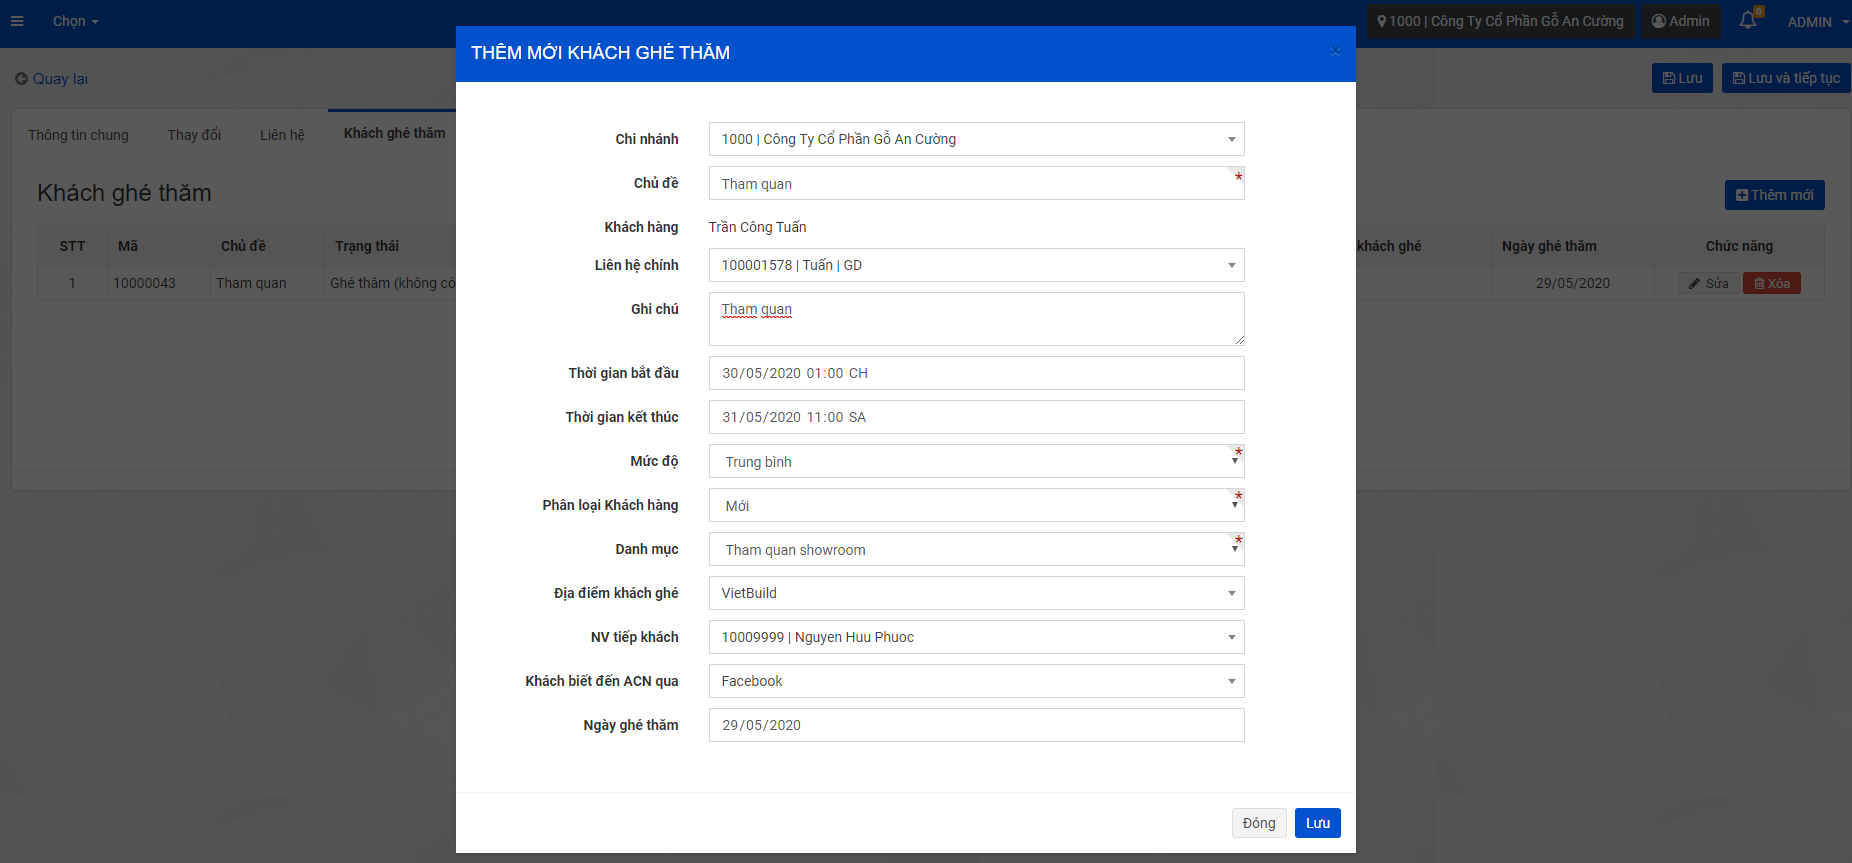 Chọn
1000 | Công Ty Cổ Phần Gỗ An Cường
Admin
0
ADMIN
THÊM MỚI KHÁCH GHÉ THĂM
×
Quay lại
Lưu
Lưu và tiếp tục
Thông tin chung
Thay đổi
Liên hệ
Khách ghé thăm
Khách ghé thăm
Thêm mới
STT Mã Chủ đề Trạng thái khách ghé Ngày ghé thăm Chức năng
1 10000043 Tham quan Ghé thăm (không có 29/05/2020 Sửa Xóa
Chi nhánh 1000 | Công Ty Cổ Phần Gỗ An Cường
Chủ đề Tham quan *
Khách hàng Trần Công Tuấn
Liên hệ chính 100001578 | Tuấn | GD
Ghi chú Tham quan
Thời gian bắt đầu 30/05/2020 01:00 CH
Thời gian kết thúc 31/05/2020 11:00 SA
Mức độ Trung bình *
Phân loại Khách hàng Mới *
Danh mục Tham quan showroom *
Địa điểm khách ghé VietBuild
NV tiếp khách 10009999 | Nguyen Huu Phuoc
Khách biết đến ACN qua Facebook
Ngày ghé thăm 29/05/2020
Đóng Lưu